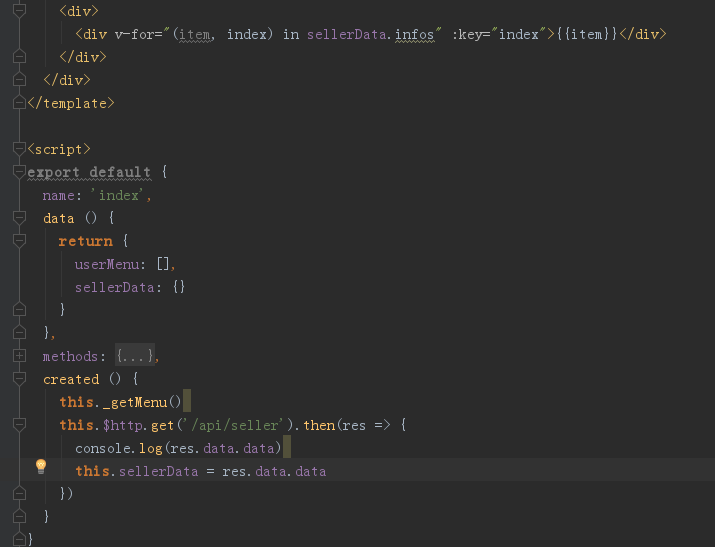 <div>
<div v-for="(item, index) in sellerData.infos" :key="index">{{item}}</div>
</div>
</div>
</template>
<script>
export default {
name: 'index',
data () {
return {
userMenu: [],
sellerData: {}
}
},
methods: {...},
created () {
this._getMenu()
this.$http.get('/api/seller').then(res => {
console.log(res.data.data)
this.sellerData = res.data.data
})
}
}